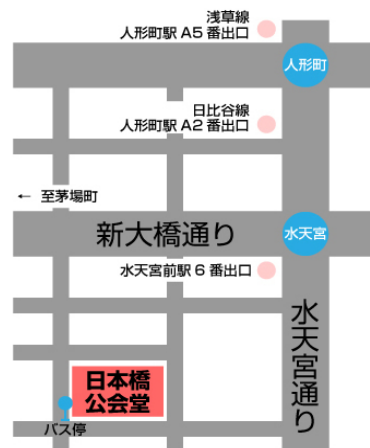 浅草線
人形町駅 A5 番出口
人形町
日比谷線
人形町駅 A2 番出口
← 至茅場町
新大橋通り
水天宮
水天宮前駅 6 番出口
水天宮通り
日本橋
公会堂
バス停